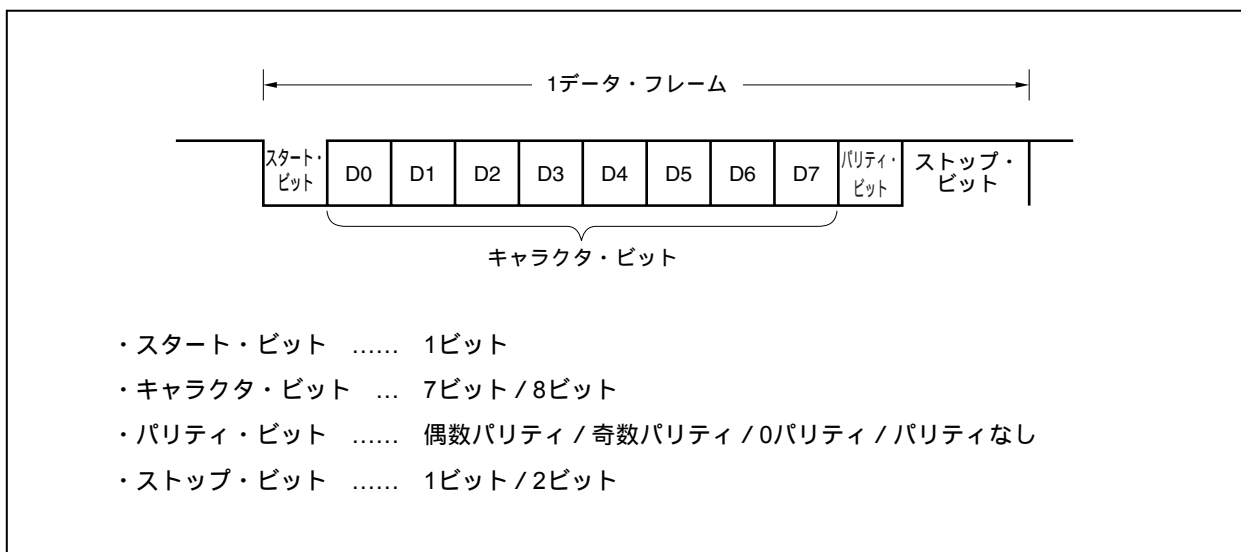 1データ・フレーム
スタート・ビット D0 D1 D2 D3 D4 D5 D6 D7 パリティ・ビット ストップ・ビット
キャラクタ・ビット
・スタート・ビット …… 1ビット
・キャラクタ・ビット … 7ビット / 8ビット
・パリティ・ビット …… 偶数パリティ / 奇数パリティ / 0パリティ / パリティなし
・ストップ・ビット …… 1ビット / 2ビット